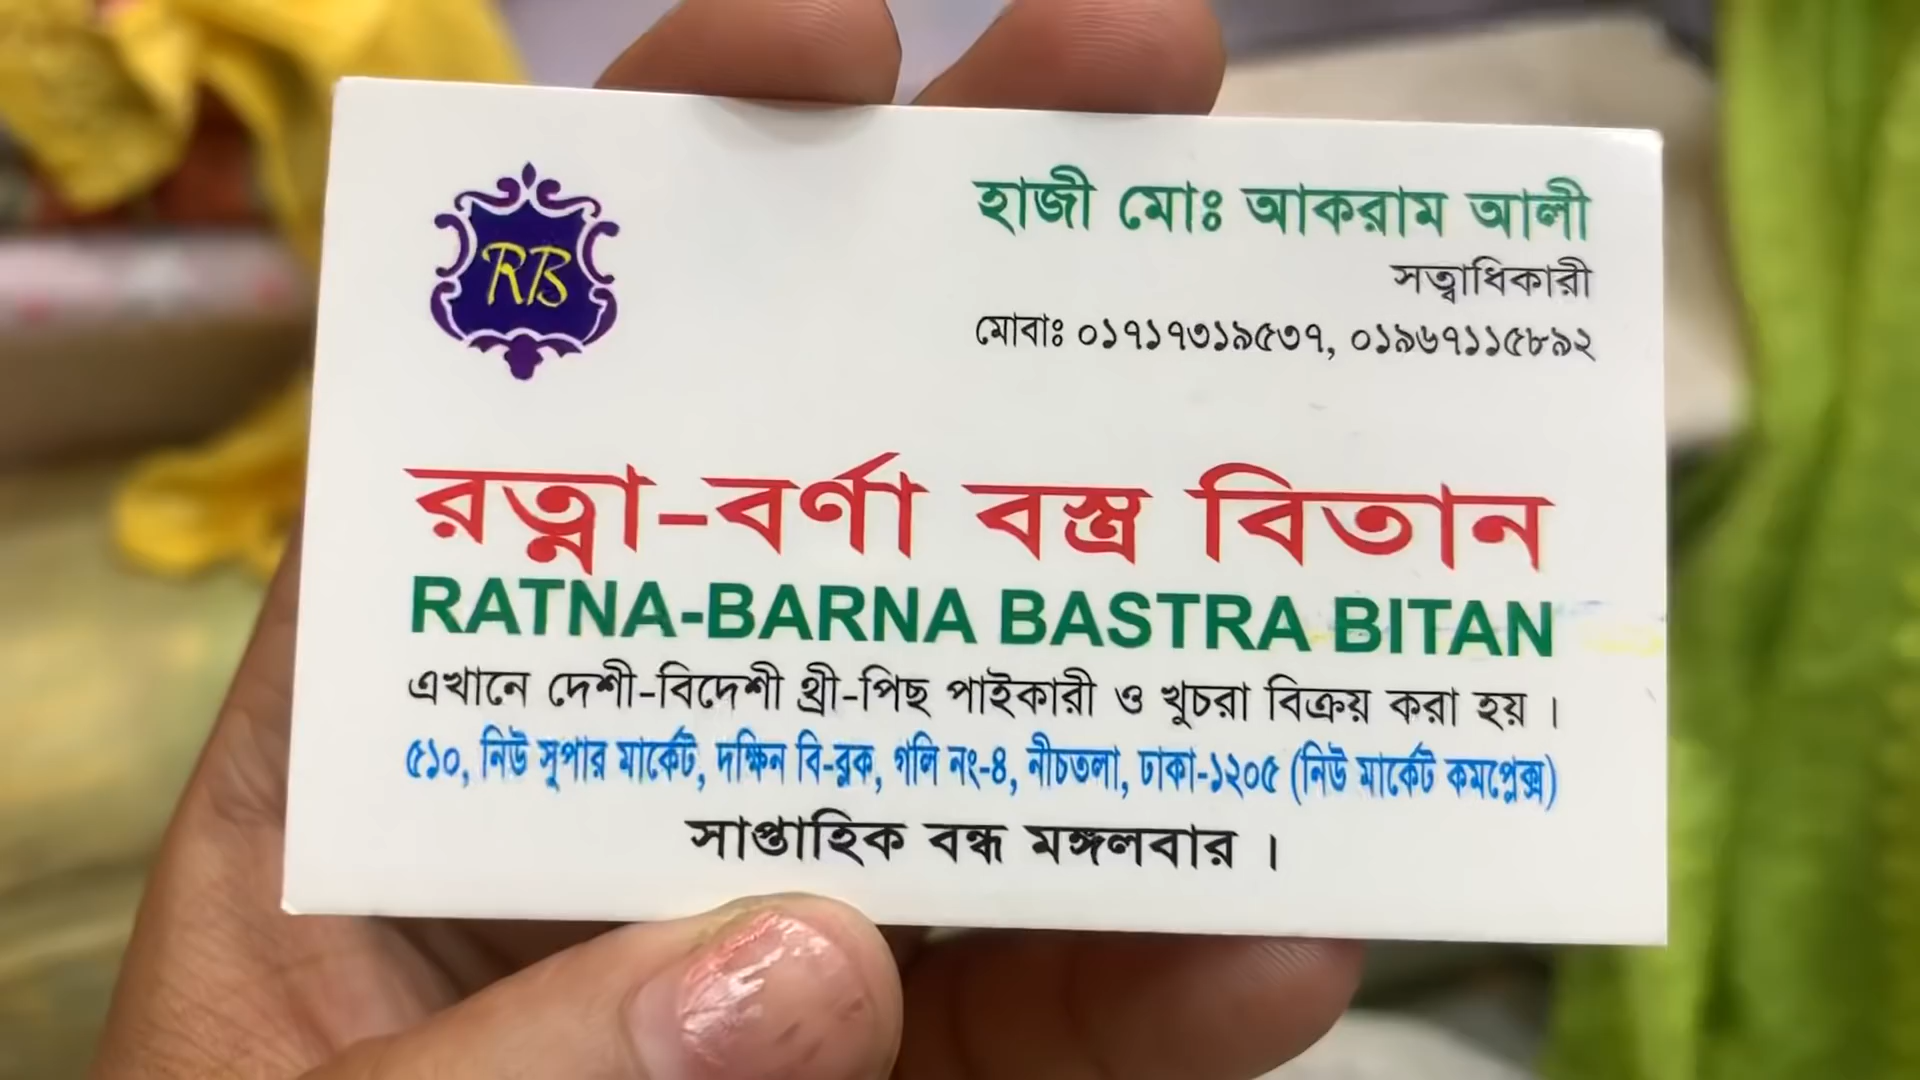 RB
হাজী মোঃ আকরাম আলী
সত্বাধিকারী
মোবাঃ ০১৭১৭৩১৯৫৩৭, ০১৯৬৭১১৫৮৯২
রত্না-বর্ণা বস্ত্র বিতান
RATNA-BARNA BASTRA BITAN
এখানে দেশী-বিদেশী থ্রী-পিছ পাইকারী ও খুচরা বিক্রয় করা হয় ।
৫১০, নিউ সুপার মার্কেট, দক্ষিন বি-ব্লক, গলি নং-৪, নীচতলা, ঢাকা-১২০৫ (নিউ মার্কেট কমপ্লেক্স)
সাপ্তাহিক বন্ধ মঙ্গলবার ।